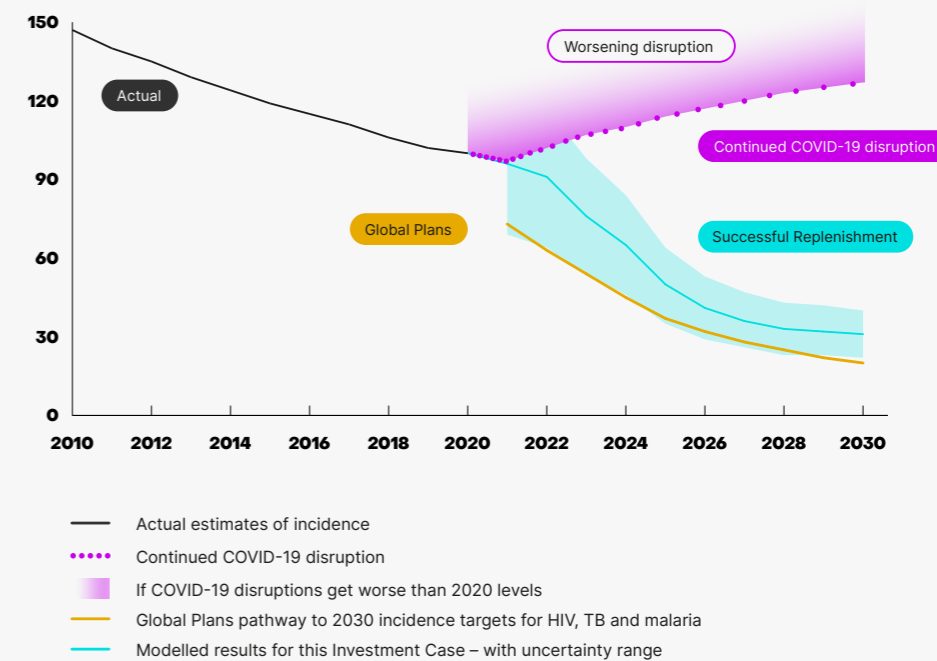 150
Worsening disruption
120
Actual
Continued COVID-19 disruption
90
Global Plans
Successful Replenishment
60
30
0
2010 2012 2014 2016 2018 2020 2022 2024 2026 2028 2030
Actual estimates of incidence
Continued COVID-19 disruption
If COVID-19 disruptions get worse than 2020 levels
Global Plans pathway to 2030 incidence targets for HIV, TB and malaria
Modelled results for this Investment Case – with uncertainty range